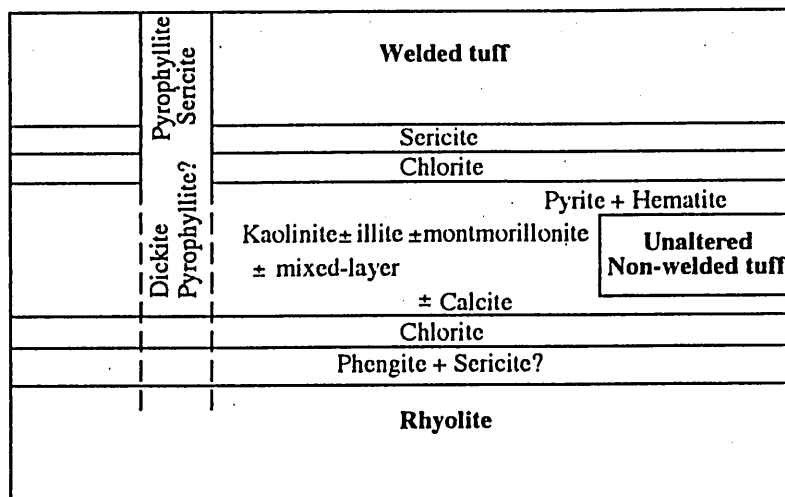 Pyrophyllite
Sericite
Welded tuff
Sericite
Chlorite
Dickite
Pyrophyllite?
Pyrite + Hematite
Kaolinite ± illite ± montmorillonite
± mixed-layer
Unaltered
Non-welded tuff
± Calcite
Chlorite
Phengite + Sericite?
Rhyolite